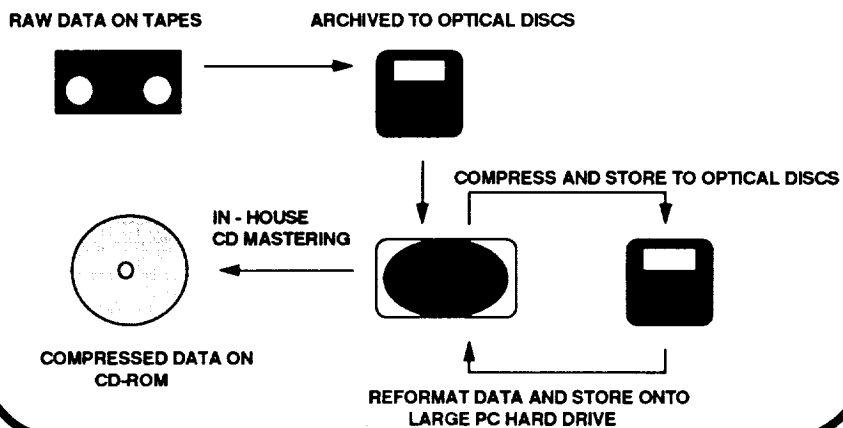 RAW DATA ON TAPES
ARCHIVED TO OPTICAL DISCS
COMPRESS AND STORE TO OPTICAL DISCS
IN - HOUSE
CD MASTERING
COMPRESSED DATA ON
CD-ROM
REFORMAT DATA AND STORE ONTO
LARGE PC HARD DRIVE